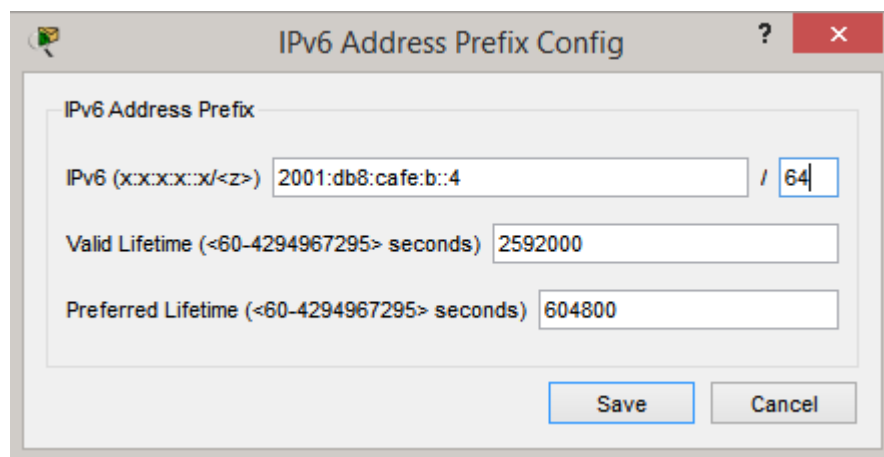 IPv6 Address Prefix Config ? ×
IPv6 Address Prefix
IPv6 (x:x:x:x::x/<z>) 2001:db8:cafe:b::4 / 64
Valid Lifetime (<60-4294967295> seconds) 2592000
Preferred Lifetime (<60-4294967295> seconds) 604800
Save Cancel